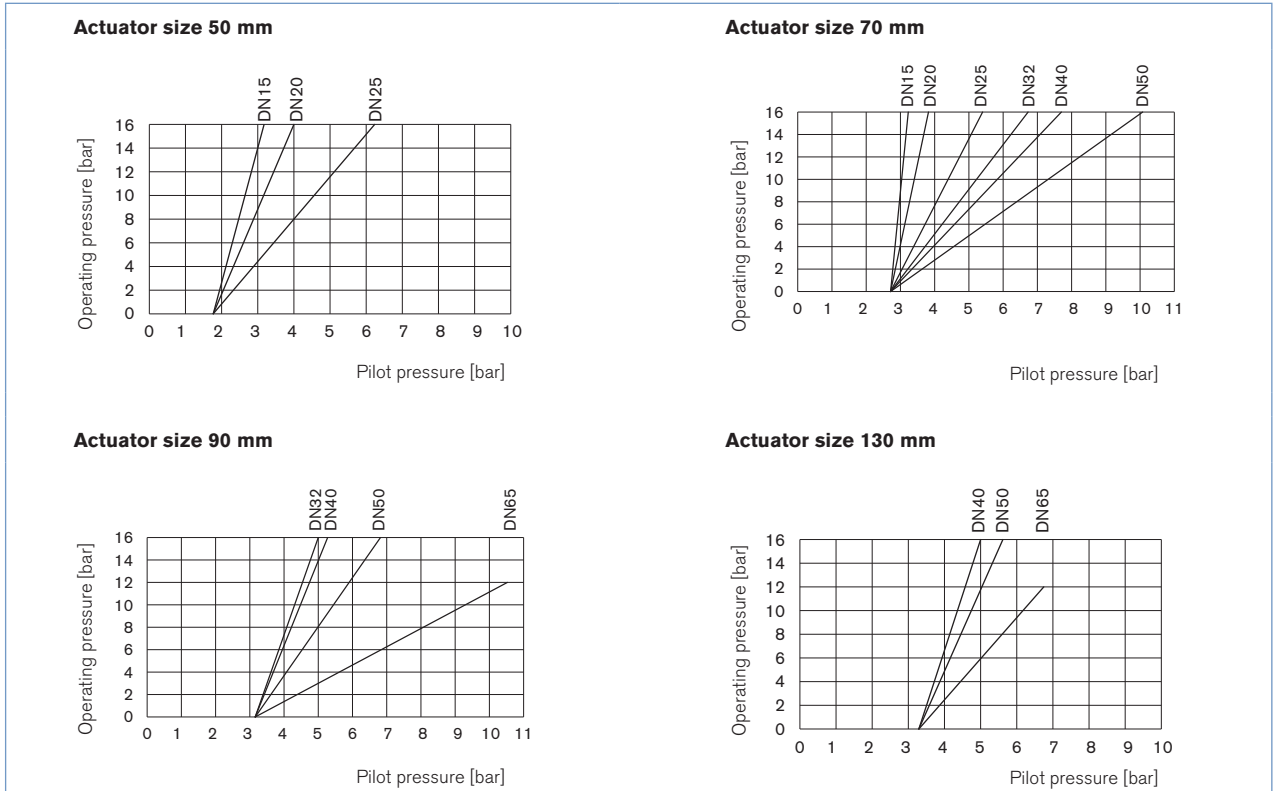 Actuator size 50 mm
DN15 DN20 DN25
Operating pressure [bar]
16
14
12
10
8
6
4
2
0
0 1 2 3 4 5 6 7 8 9 10
Pilot pressure [bar]
Actuator size 70 mm
DN15 DN20 DN25 DN32 DN40 DN50
Operating pressure [bar]
16
14
12
10
8
6
4
2
0
0 1 2 3 4 5 6 7 8 9 10 11
Pilot pressure [bar]
Actuator size 90 mm
DN32 DN40 DN50 DN65
Operating pressure [bar]
16
14
12
10
8
6
4
2
0
0 1 2 3 4 5 6 7 8 9 10 11
Pilot pressure [bar]
Actuator size 130 mm
DN40 DN50 DN65
Operating pressure [bar]
16
14
12
10
8
6
4
2
0
0 1 2 3 4 5 6 7 8 9 10
Pilot pressure [bar]